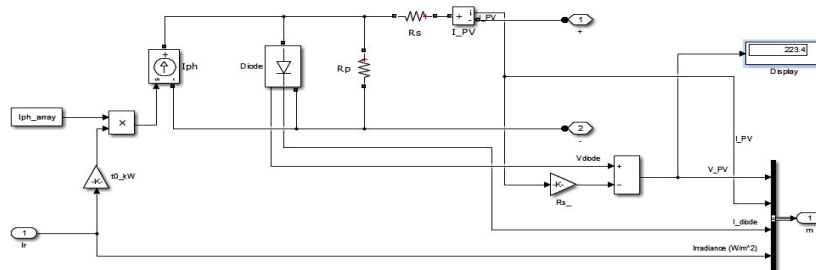 I_PV
i
+
-
1
+
Rs
I_PV
223.4
Display
+
s
-
Iph
Diode
Rp
Iph_array
×
2
-
I_PV
Vdiode
+
-K-
t0_kW
V_PV
-K-
−
Rs_
1
Ir
I_diode
1
m
Irradiance (W/m^2)